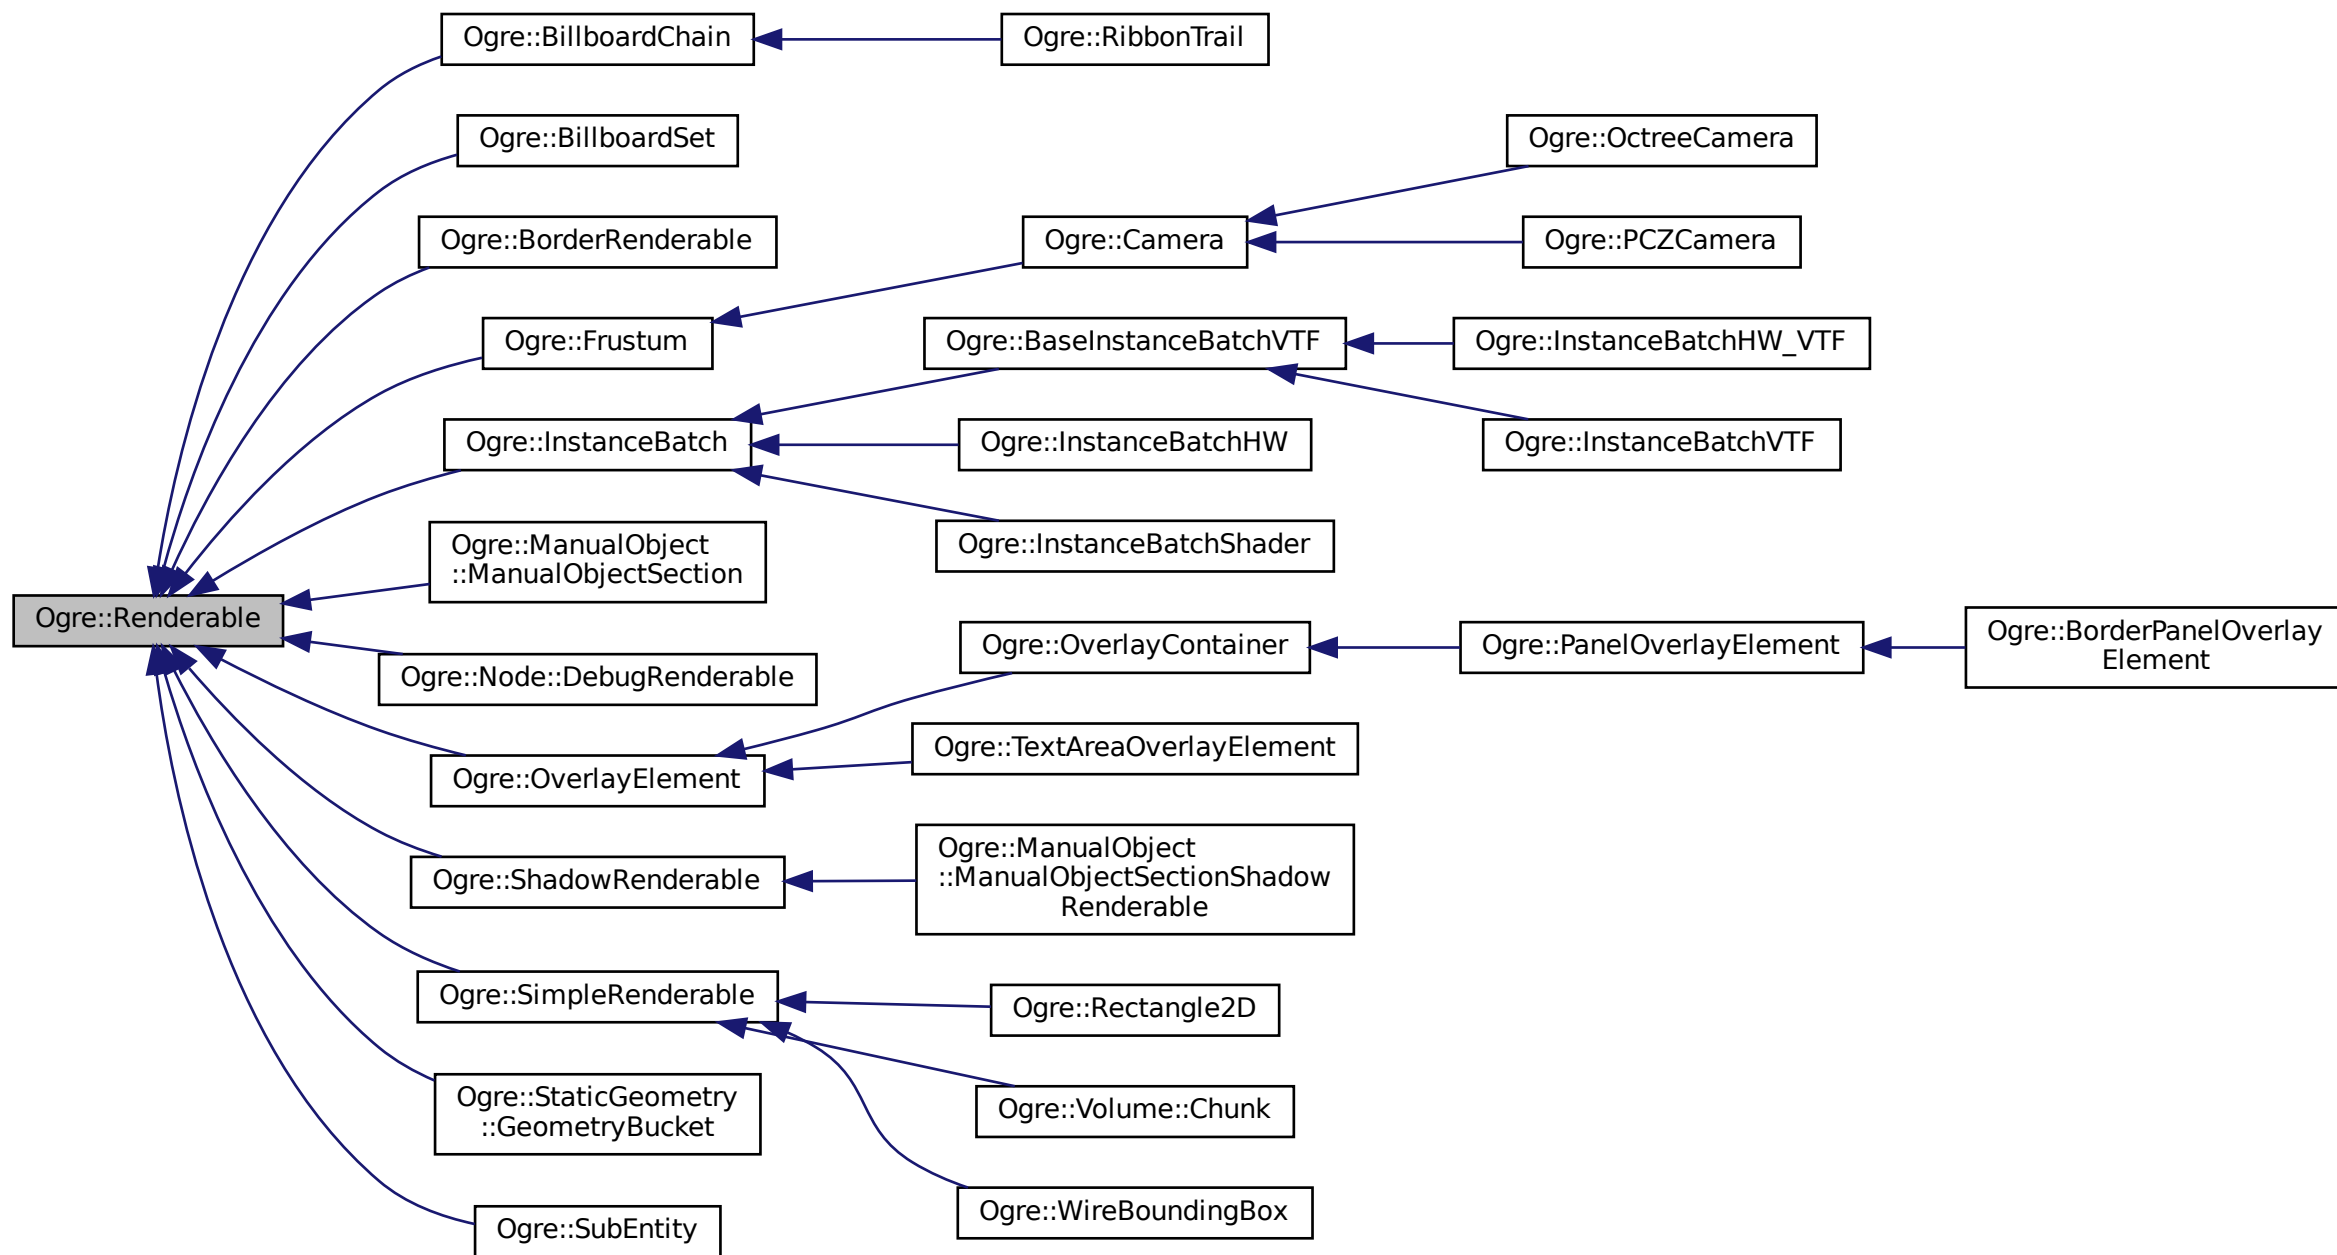 Ogre::BillboardChain
Ogre::RibbonTrail
Ogre::BillboardSet
Ogre::OctreeCamera
Ogre::BorderRenderable
Ogre::Camera
Ogre::PCZCamera
Ogre::Frustum
Ogre::BaseInstanceBatchVTF
Ogre::InstanceBatchHW_VTF
Ogre::InstanceBatch
Ogre::InstanceBatchHW
Ogre::InstanceBatchVTF
Ogre::ManualObject
::ManualObjectSection
Ogre::InstanceBatchShader
Ogre::Renderable
Ogre::Node::DebugRenderable
Ogre::OverlayContainer
Ogre::PanelOverlayElement
Ogre::BorderPanelOverlay
Element
Ogre::OverlayElement
Ogre::TextAreaOverlayElement
Ogre::ShadowRenderable
Ogre::ManualObject
::ManualObjectSectionShadow
Renderable
Ogre::SimpleRenderable
Ogre::Rectangle2D
Ogre::StaticGeometry
::GeometryBucket
Ogre::Volume::Chunk
Ogre::SubEntity
Ogre::WireBoundingBox